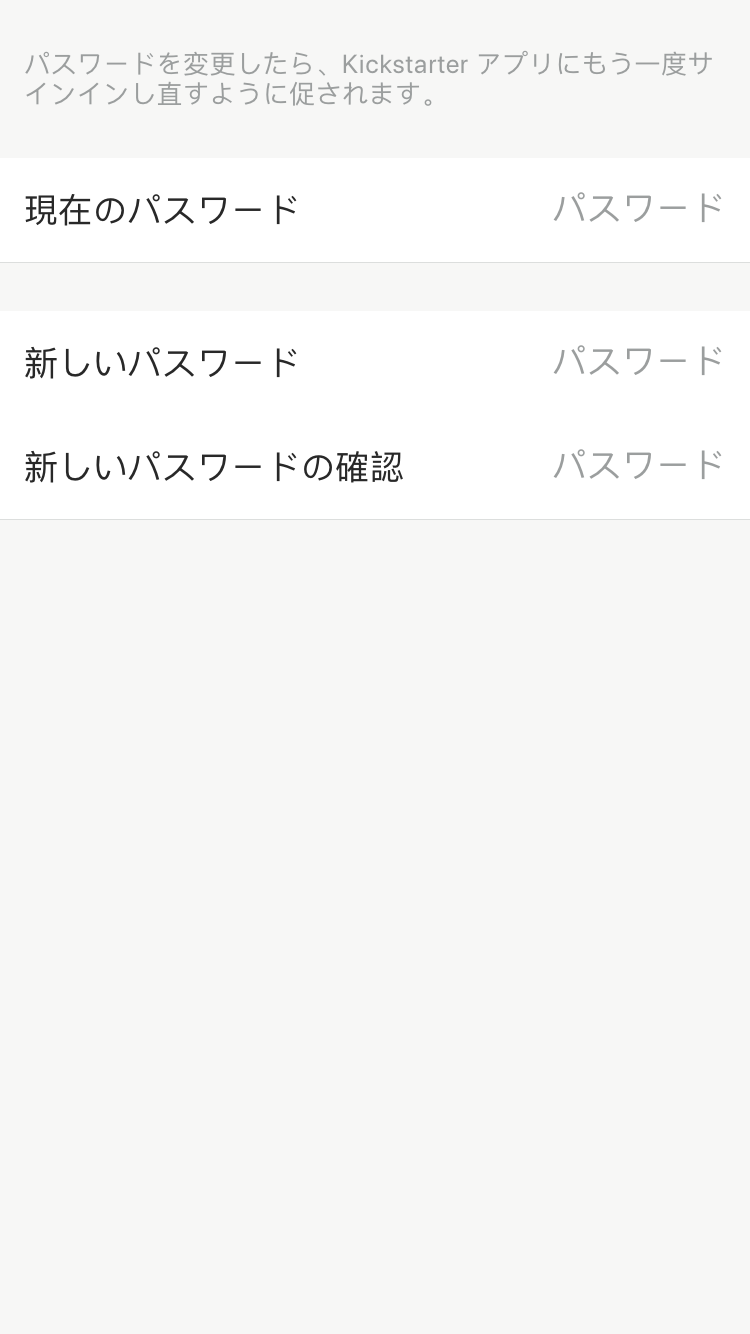 パスワードを変更したら、Kickstarter アプリにもう一度サ
インインし直すように促されます。
現在のパスワード パスワード
新しいパスワード パスワード
新しいパスワードの確認 パスワード